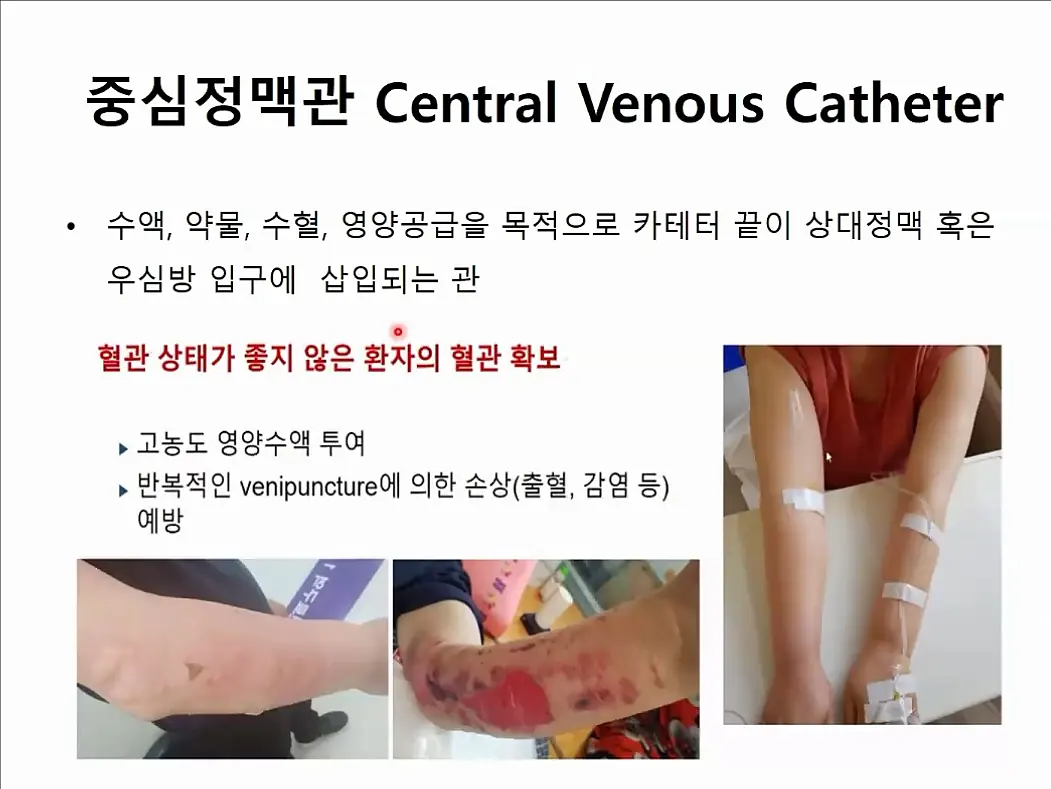 중심정맥관 Central Venous Catheter
• 수액, 약물, 수혈, 영양공급을 목적으로 카테터 끝이 상대정맥 혹은
우심방 입구에 삽입되는 관
혈관 상태가 좋지 않은 환자의 혈관 확보
고농도 영양수액 투여
반복적인 venipuncture에 의한 손상(출혈, 감염 등)
예방